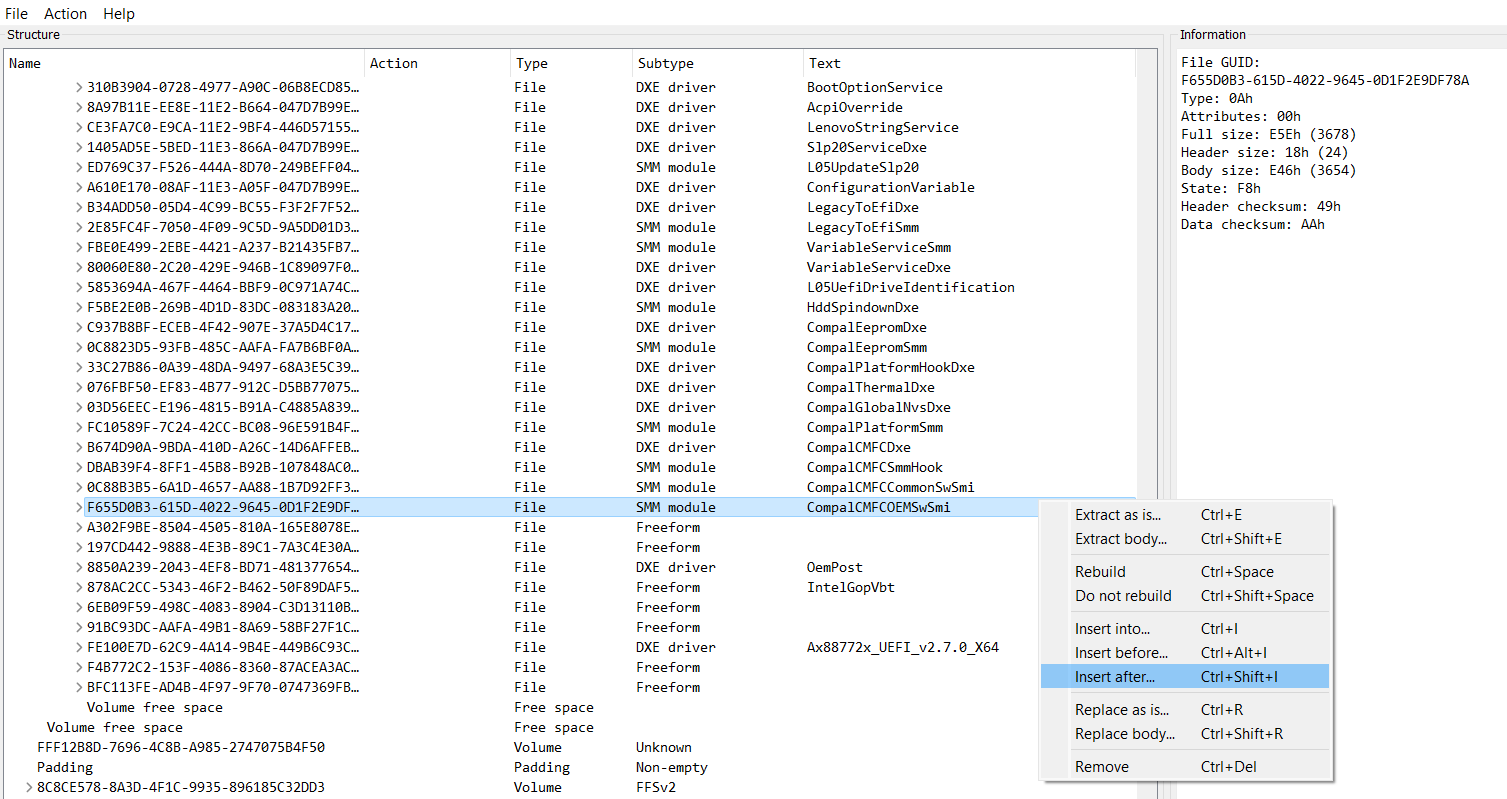 File Action Help
Structure
Name Action Type Subtype Text
310B3904-0728-4977-A90C-06B8ECD85… File DXE driver BootOptionService
8A97B11E-EE8E-11E2-B664-047D7B99E… File DXE driver AcpiOverride
CE3FA7C0-E9CA-11E2-9BF4-446D57155… File DXE driver LenovoStringService
1405AD5E-5BED-11E3-866A-047D7B99E… File DXE driver Slp20ServiceDxe
ED769C37-F526-444A-8D70-249BEFF04… File SMM module L05UpdateSlp20
A610E170-08AF-11E3-A05F-047D7B99E… File DXE driver ConfigurationVariable
B34ADD50-05D4-4C99-BC55-F3F2F7F52… File DXE driver LegacyToEfiDxe
2E85FC4F-7050-4F09-9C5D-9A5DD01D3… File SMM module LegacyToEfiSmm
FBE0E499-2EBE-4421-A237-B21435FB7… File SMM module VariableServiceSmm
80060E80-2C20-429E-946B-1C89097F0… File DXE driver VariableServiceDxe
5853694A-467F-4464-BBF9-0C971A74C… File DXE driver L05UefiDriveIdentification
F5BE2E0B-269B-4D1D-83DC-083183A20… File SMM module HddSpindownDxe
C937B8BF-ECEB-4F42-907E-37A5D4C17… File DXE driver CompalEepromDxe
0C8823D5-93FB-485C-AAFA-FA7B6BF0A… File SMM module CompalEepromSmm
33C27B86-0A39-48DA-9497-68A3E5C39… File DXE driver CompalPlatformHookDxe
076FBF50-EF83-4B77-912C-D5BB77075… File DXE driver CompalThermalDxe
03D56EEC-E196-4815-B91A-C4885A839… File DXE driver CompalGlobalNvsDxe
FC10589F-7C24-42CC-BC08-96E591B4F… File SMM module CompalPlatformSmm
B674D90A-9BDA-410D-A26C-14D6AFFEB… File DXE driver CompalCMFCDxe
DBAB39F4-8FF1-45B8-B92B-107848AC0… File SMM module CompalCMFCSmmHook
0C88B3B5-6A1D-4657-AA88-1B7D92FF3… File SMM module CompalCMFCCommonSwSmi
F655D0B3-615D-4022-9645-0D1F2E9DF… File SMM module CompalCMFCOEMSwSmi
A302F9BE-8504-4505-810A-165E8078E… File Freeform
197CD442-9888-4E3B-89C1-7A3C4E30A… File Freeform
8850A239-2043-4EF8-BD71-481377654… File DXE driver OemPost
878AC2CC-5343-46F2-B462-50F89DAF5… File Freeform IntelGopVbt
6EB09F59-498C-4083-8904-C3D13110B… File Freeform
91BC93DC-AAFA-49B1-8A69-58BF27F1C… File Freeform
FE100E7D-62C9-4A14-9B4E-449B6C93C… File DXE driver Ax88772x_UEFI_v2.7.0_X64
F4B772C2-153F-4086-8360-87ACEA3AC… File Freeform
BFC113FE-AD4B-4F97-9F70-0747369FB… File Freeform
Volume free space Free space
Volume free space Free space
FFF12B8D-7696-4C8B-A985-2747075B4F50 Volume Unknown
Padding Padding Non-empty
8C8CE578-8A3D-4F1C-9935-896185C32DD3 Volume FFSv2
Information
File GUID:
F655D0B3-615D-4022-9645-0D1F2E9DF78A
Type: 0Ah
Attributes: 00h
Full size: E5Eh (3678)
Header size: 18h (24)
Body size: E46h (3654)
State: F8h
Header checksum: 49h
Data checksum: AAh
Extract as is... Ctrl+E
Extract body... Ctrl+Shift+E
Rebuild Ctrl+Space
Do not rebuild Ctrl+Shift+Space
Insert into... Ctrl+I
Insert before... Ctrl+Alt+I
Insert after... Ctrl+Shift+I
Replace as is... Ctrl+R
Replace body... Ctrl+Shift+R
Remove Ctrl+Del